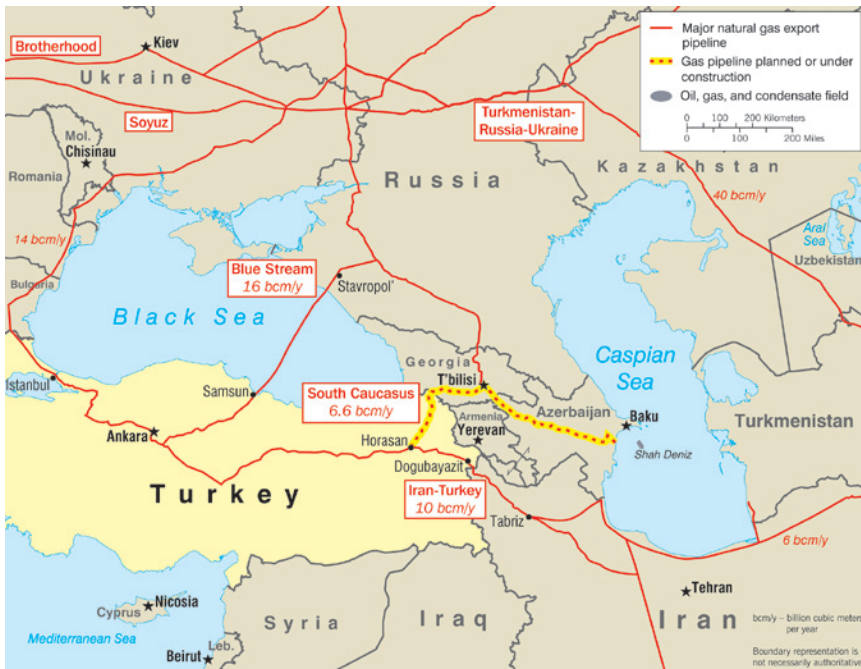 Major natural gas export
pipeline
Gas pipeline planned or under
construction
Oil, gas, and condensate field
0 100 200 Kilometers
0 100 200 Miles
Brotherhood
Kiev
Ukraine
Soyuz
Turkmenistan-
Russia-Ukraine
Mol.
Chisinau
Romania
Russia
Kazakhstan
40 bcm/y
Aral
Sea
Uzbekistan
14 bcm/y
Bulgaria
Blue Stream
16 bcm/y
Stavropol'
Black Sea
Caspian
Sea
Georgia
T'bilisi
Istanbul
Samsun
South Caucasus
6.6 bcm/y
Armenia
Yerevan
Azerbaijan
Baku
Turkmenistan
Ankara
Horasan
Shah Deniz
Dogubayazit
Turkey
Iran-Turkey
10 bcm/y
Tabriz
6 bcm/y
Tehran
Nicosia
Cyprus
Syria
Iraq
Iran
Mediterranean Sea
Leb.
Beirut
bcm/y – billion cubic meters
per year
Boundary representation is
not necessarily authoritative.